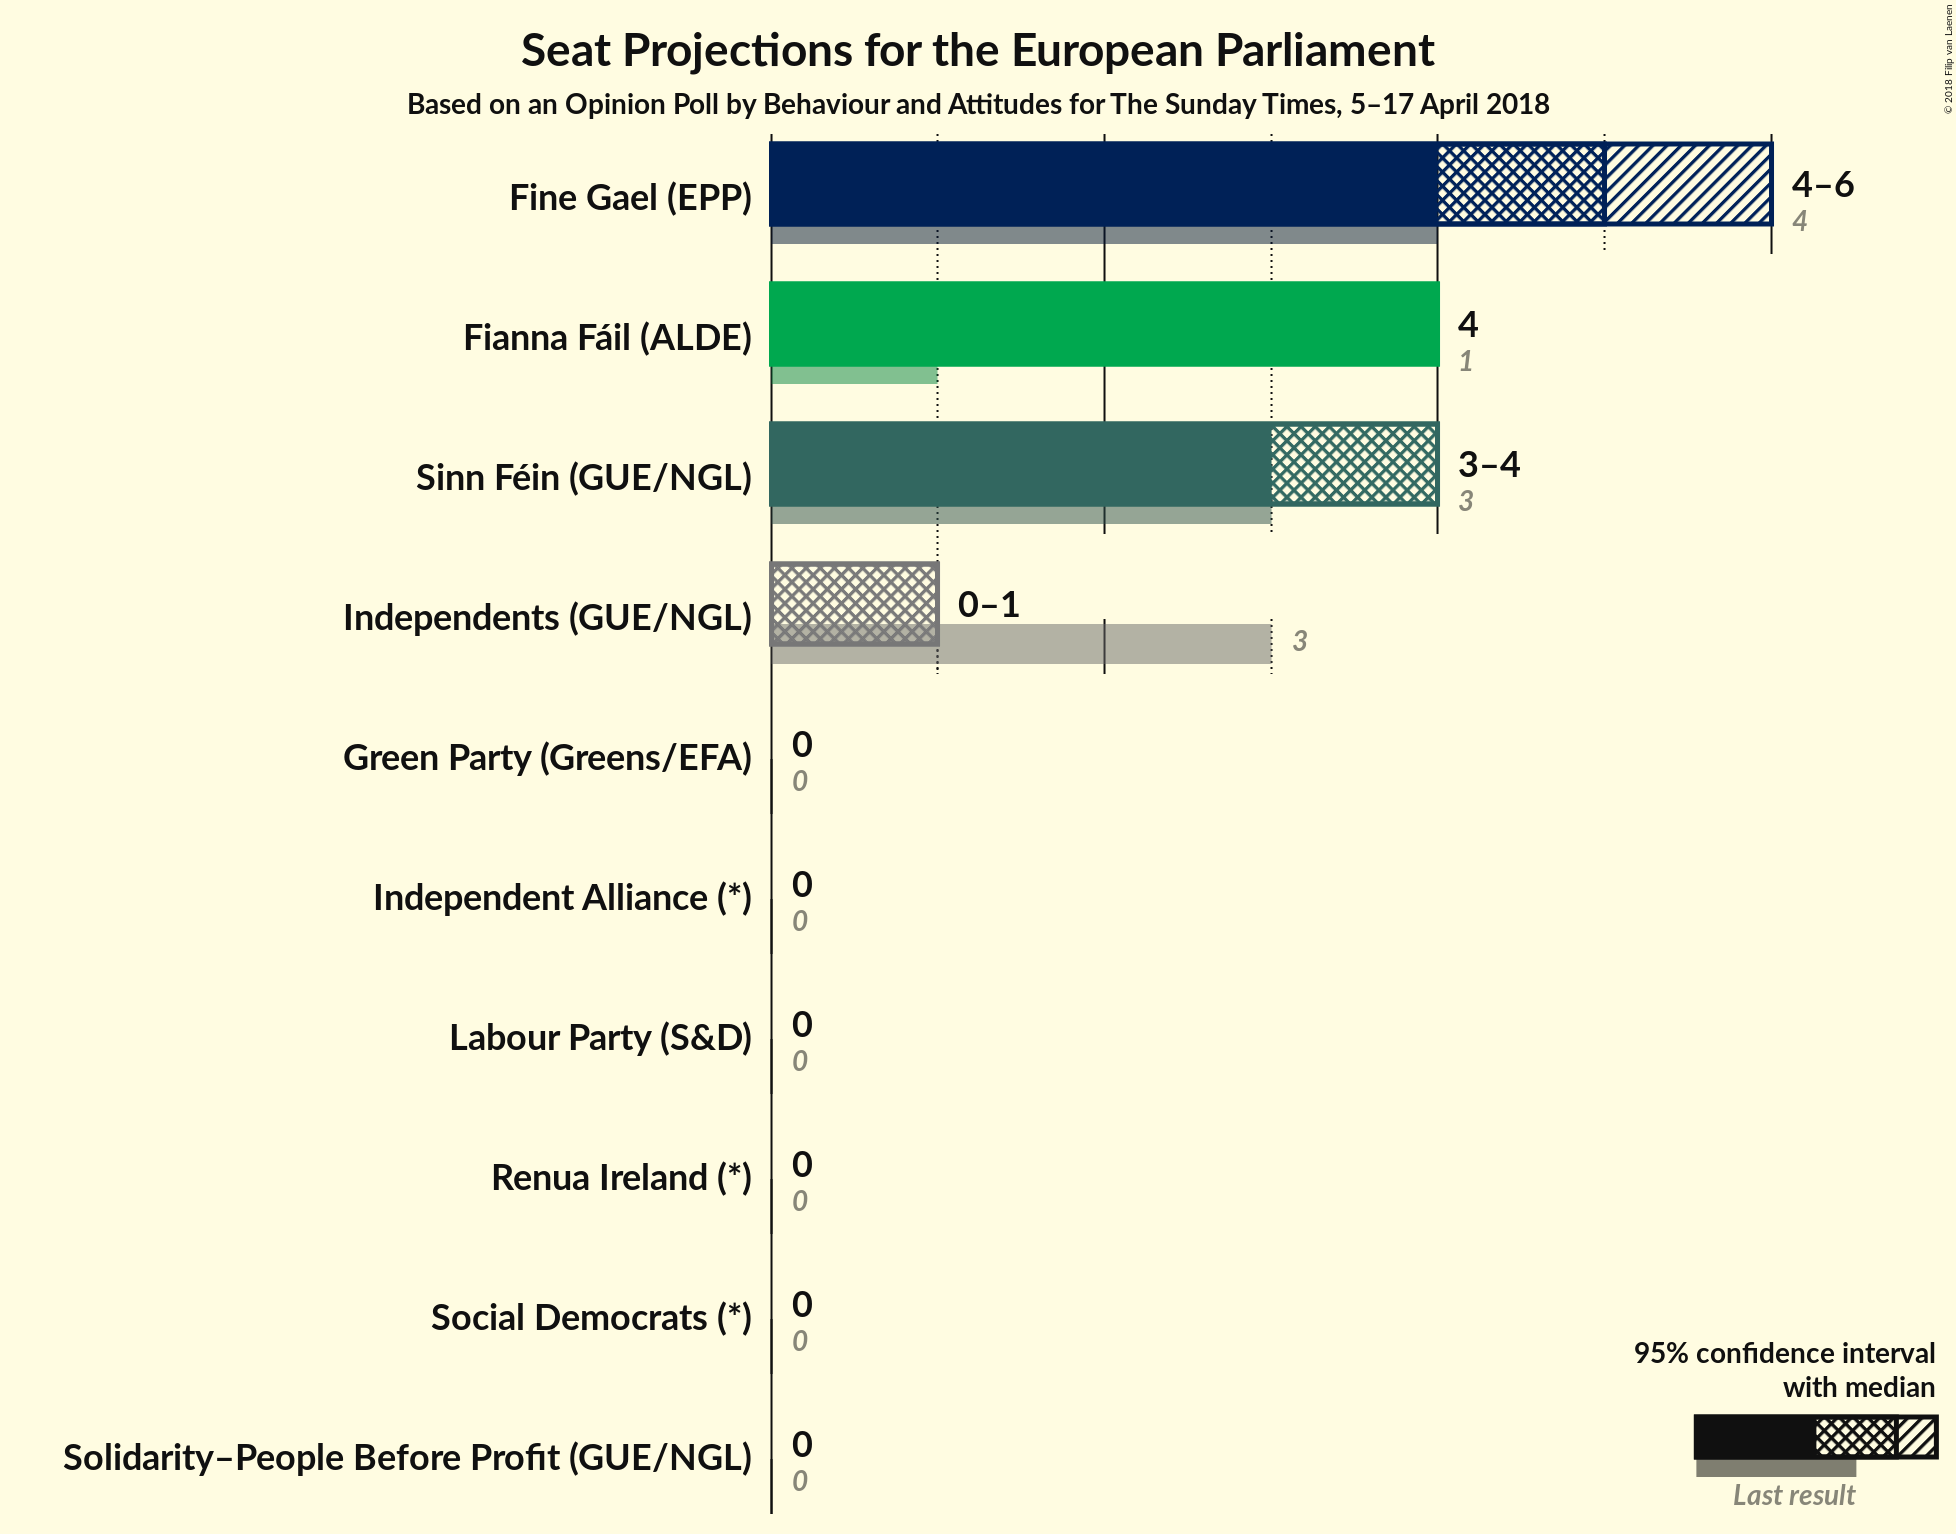 Seat Projections for the European Parliament
Based on an Opinion Poll by Behaviour and Attitudes for The Sunday Times, 5–17 April 2018
© 2018 Filip van Laenen
Fine Gael (EPP)
4–6
4
Fianna Fáil (ALDE)
4
1
Sinn Féin (GUE/NGL)
3–4
3
Independents (GUE/NGL)
0–1
3
Green Party (Greens/EFA)
0
0
Independent Alliance (*)
0
0
Labour Party (S&D)
0
0
Renua Ireland (*)
0
0
Social Democrats (*)
0
0
Solidarity–People Before Profit (GUE/NGL)
0
0
95% confidence interval
with median
Last result